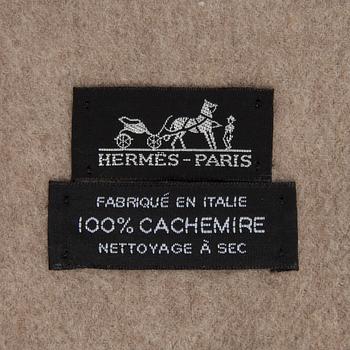 HERMÈS-PARIS
FABRIQUÉ EN ITALIE
100% CACHEMIRE
NETTOYAGE À SEC